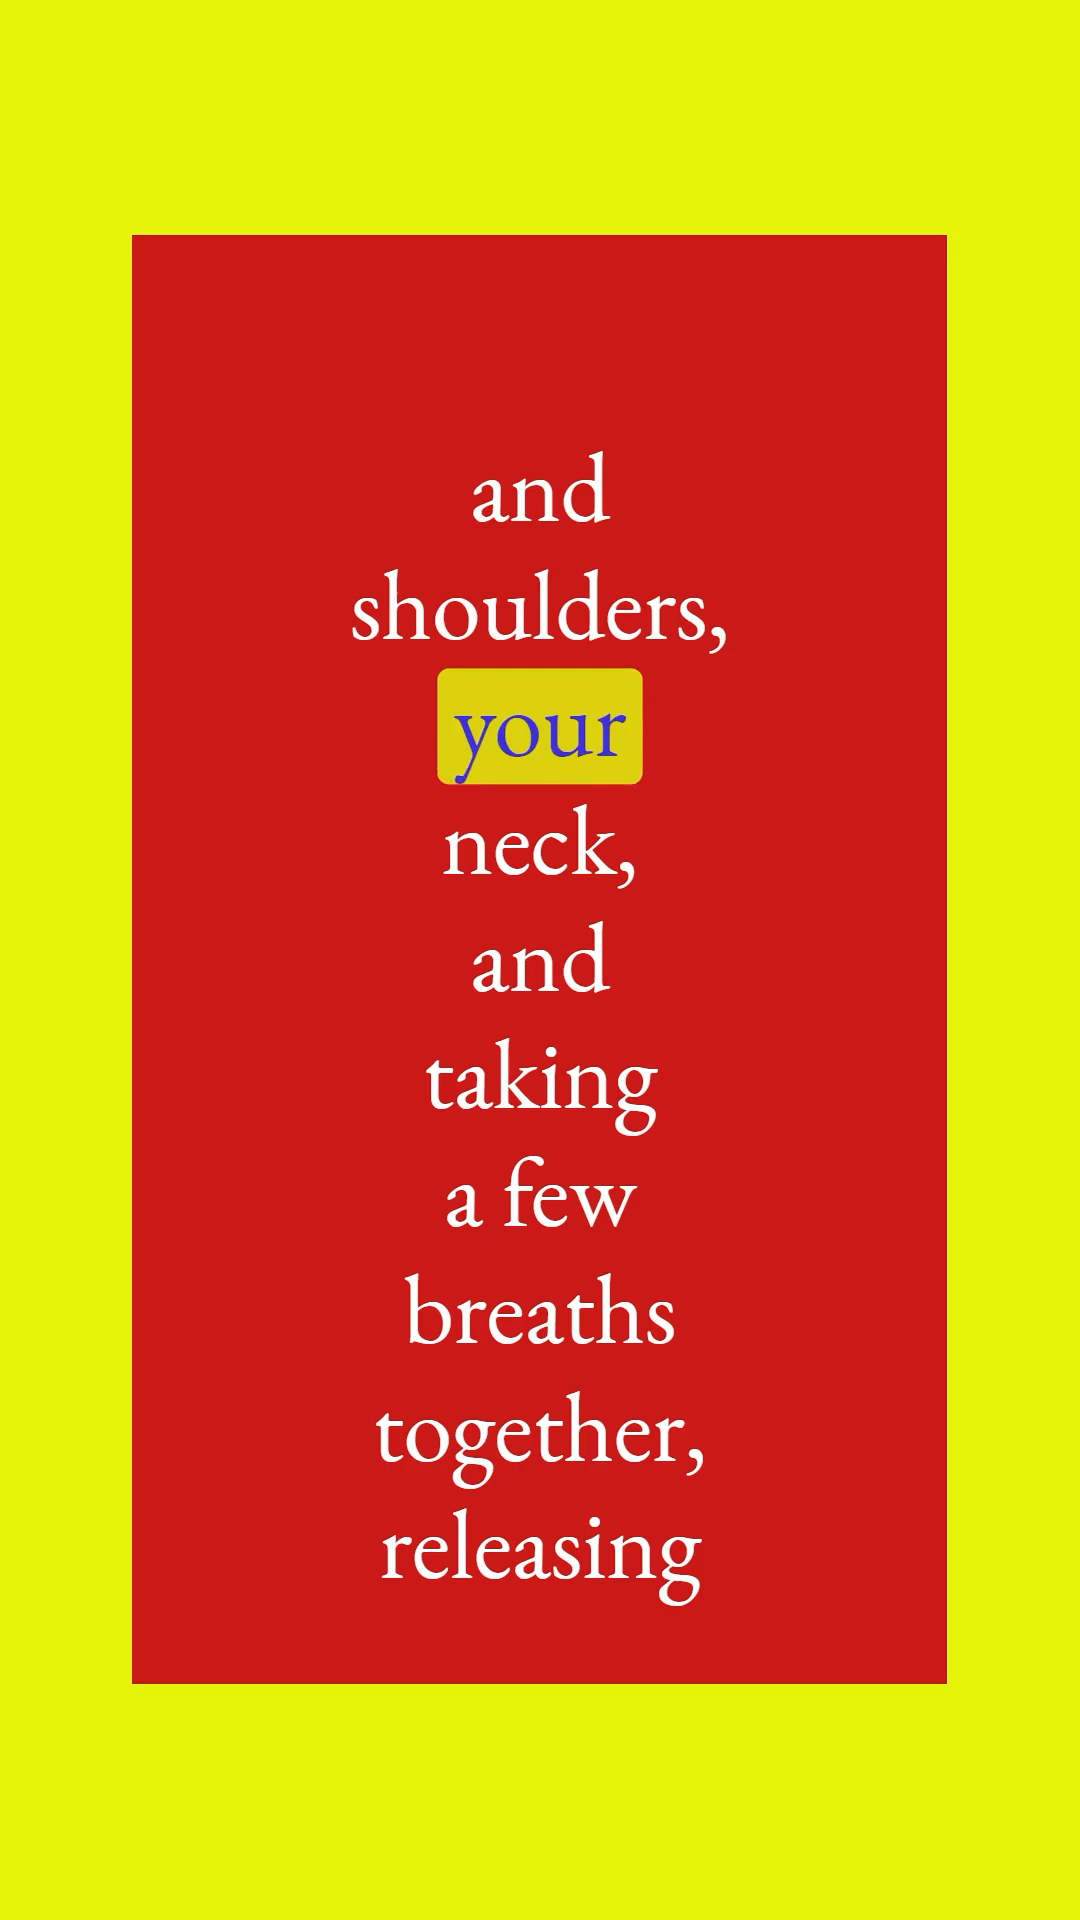 and
shoulders,
your
neck,
and
taking
a few
breaths
together,
releasing